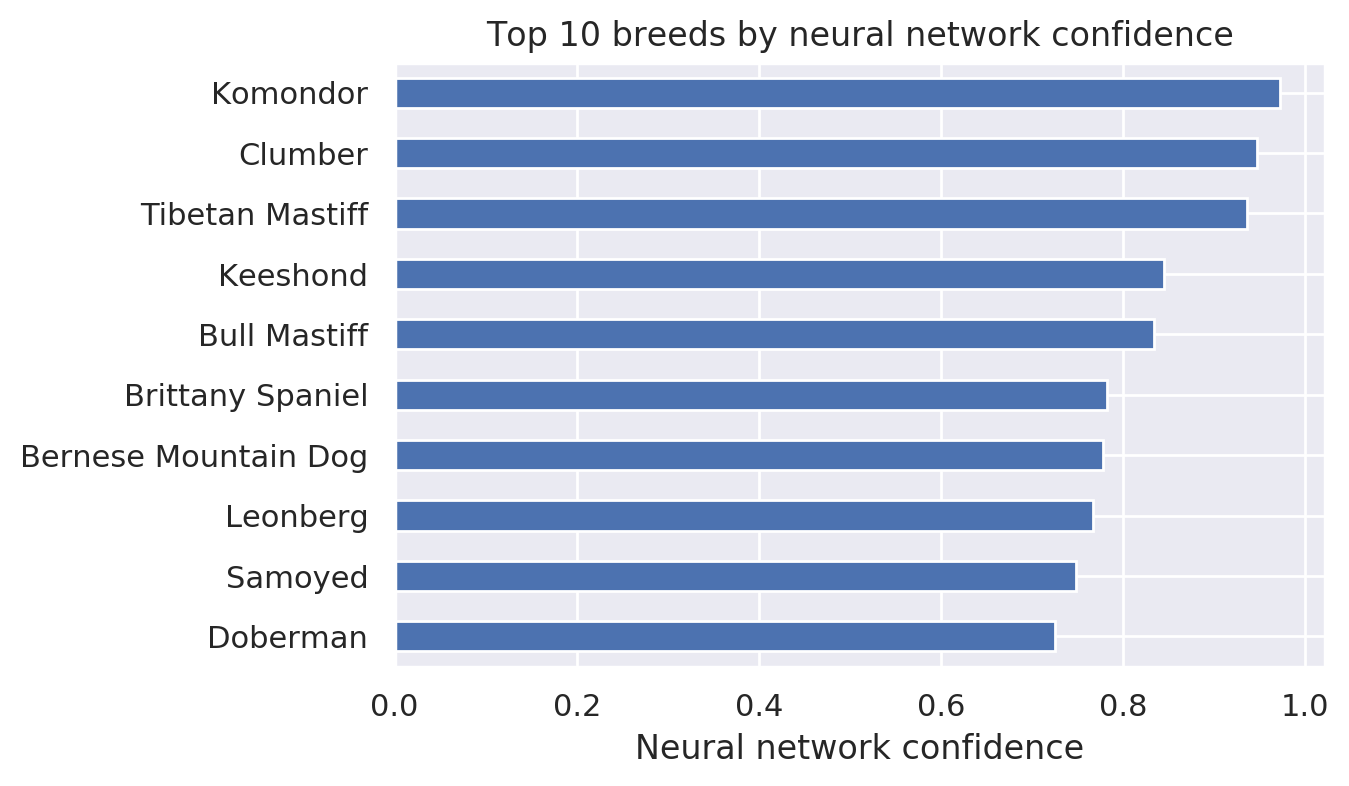 Top 10 breeds by neural network confidence
Komondor
Clumber
Tibetan Mastiff
Keeshond
Bull Mastiff
Brittany Spaniel
Bernese Mountain Dog
Leonberg
Samoyed
Doberman
0.0 0.2 0.4 0.6 0.8 1.0
Neural network confidence